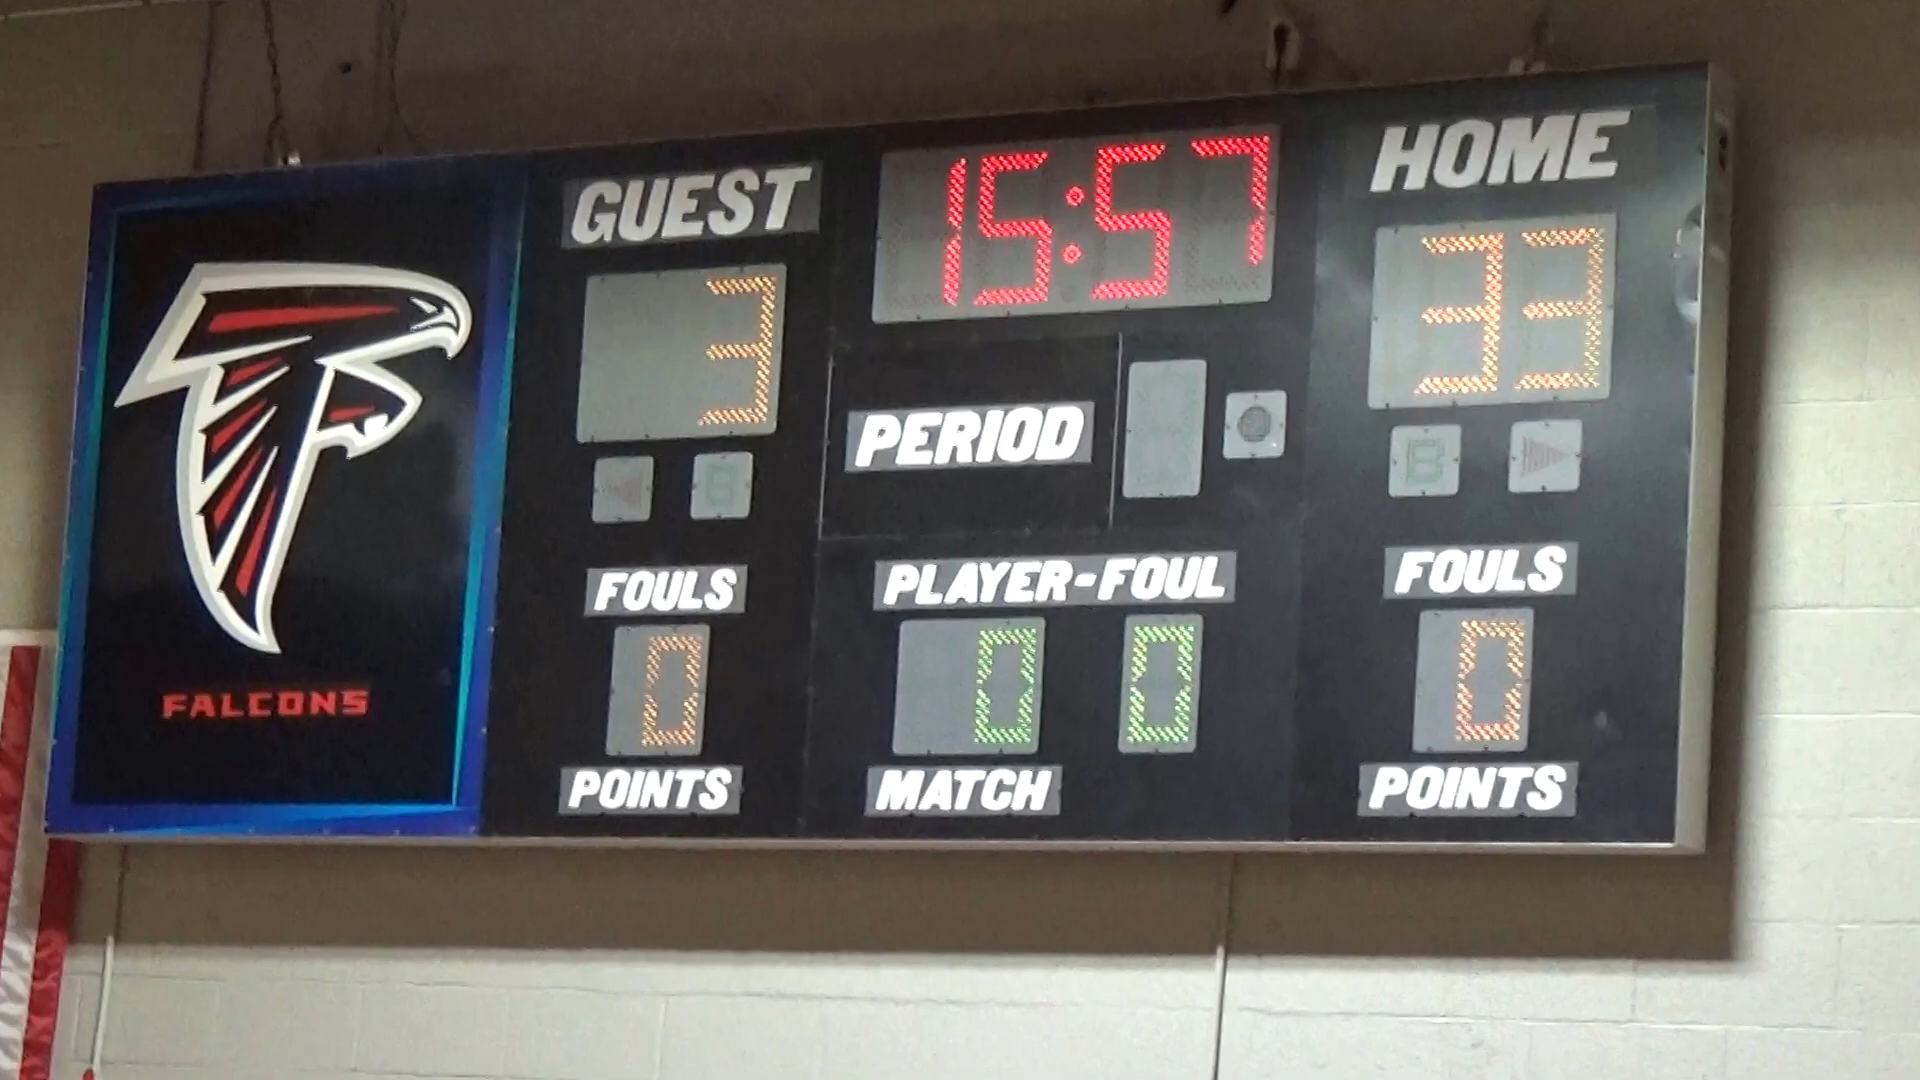 GUEST
15:57
HOME
3
33
PERIOD
B
B
FOULS
PLAYER-FOUL
FOULS
0
0
0
0
FALCONS
POINTS
MATCH
POINTS